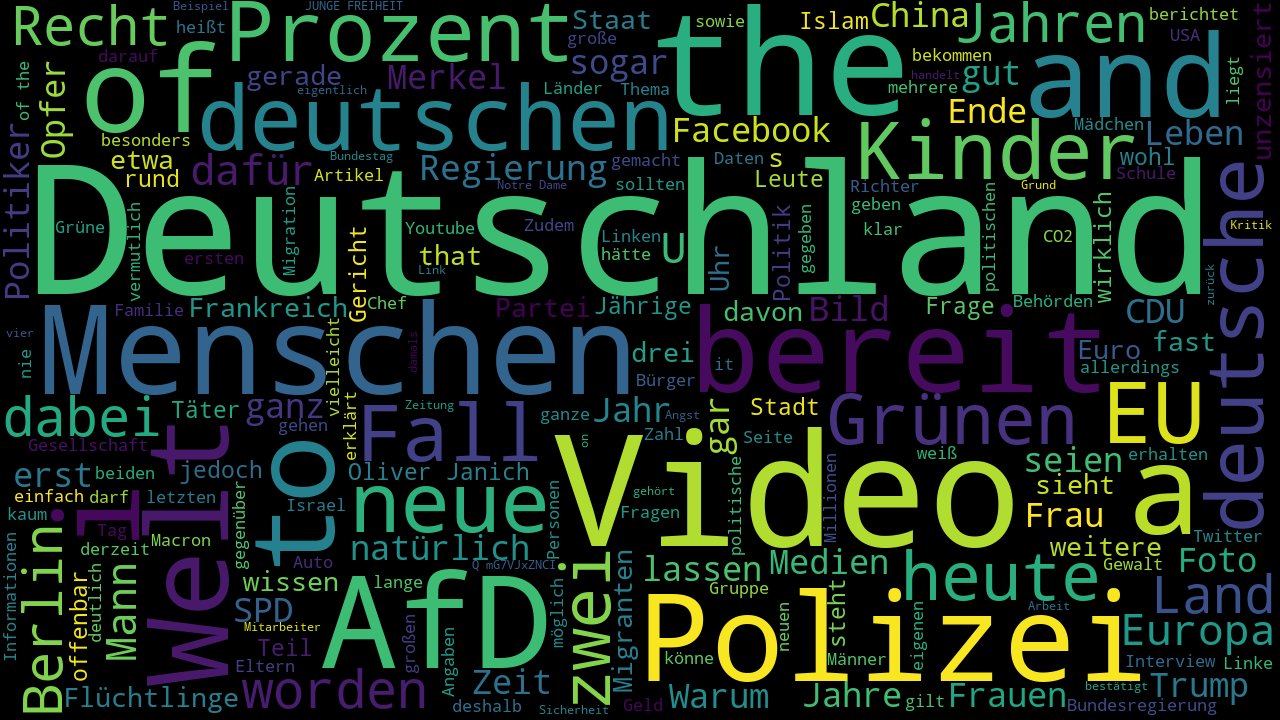 Beispiel
JUNGE FREIHEIT
Recht
heißt
Prozent
Staat
sowie
Islam
China
Jahren
berichtet
unzensiert
darauf
große
the
USA
of
of the
Opfer
gerade
Merkel
sogar
bekommen
and
liegt
eigentlich
Länder
Thema
mehrere
handelt
gut
deutschen
Ende
besonders
Facebook
Kinder
Mädchen
Leben
Politiker
etwa
rund
dafür
Bundestag
Artikel
Regierung
gemacht
Daten
s
wohl
Leute
Schule
Notre Dame
sollten
Richter
Grund
Deutschland
deutsche
Grüne
vermutlich
Migration
Gericht
Youtube
Zudem
Linken
U
Uhr
Politik
gegeben
geben
klar
politischen
CO2
wirklich
Kritik
ersten
that
Link
hätte
zurück
Familie
Frankreich
Chef
Partei
Jährige
davon
Bild
Frage
Behörden
CDU
vier
nie
Menschen
vielleicht
damals
drei
it
bereit
Euro
fast
Bürger
allerdings
dabei
Täter
ganz
gehen
erklärt
Fall
Zeitung
ganze
Jahr
Angst
gar
Stadt
Grünen
EU
Gesellschaft
Welt
to
on
Zahl
Seite
weiß
seien
erhalten
erst
beiden
jedoch
Oliver Janich
Video
a
sieht
einfach
darf
letzten
Israel
neue
gehört
Fragen
politische
Millionen
Frau
kaum
Berlin
Tag
Macron
gegenüber
natürlich
Personen
weitere
Twitter
Informationen
derzeit
Auto
Q mG7VJxZNCI
zwei
Migranten
lassen
Medien
heute
Gewalt
Foto
offenbar
deutlich
Mann
wissen
lange
AfD
möglich
Gruppe
Polizei
neuen
steht
Land
SPD
Mitarbeiter
großen
Arbeit
Teil
Angaben
könne
Männer
eigenen
Europa
Eltern
Interview
Linke
Flüchtlinge
worden
Zeit
deshalb
Sicherheit
Geld
Warum
Jahre
gilt
Frauen
bestätigt
Trump
Bundesregierung